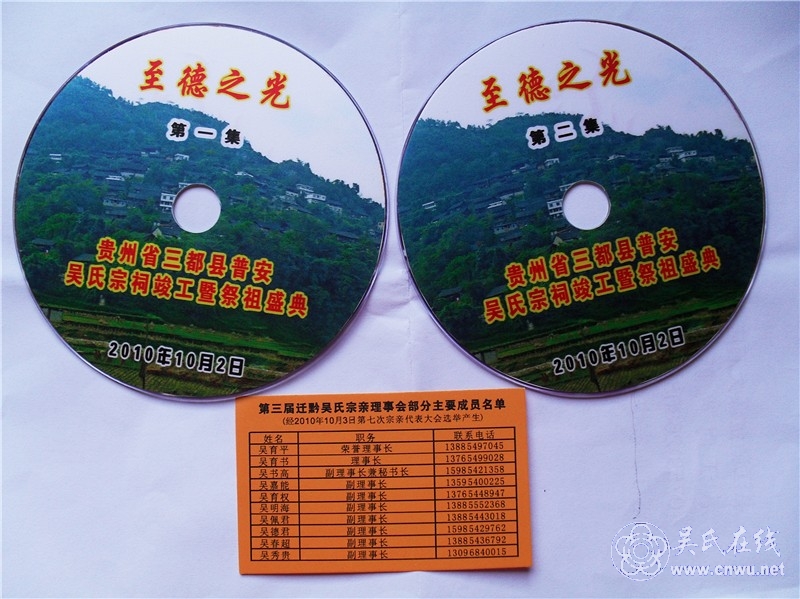 至德之光
第一集
贵州省三都县普安
吴氏宗祠竣工暨祭祖盛典
2010年10月2日
至德之光
第二集
贵州省三都县普安
吴氏宗祠竣工暨祭祖盛典
2010年10月2日
第三届迁黔吴氏宗亲理事会部分主要成员名单
(经2010年10月3日第七次宗亲代表大会选举产生)
姓名 职务 联系电话
吴育平 荣誉理事长 13885497045
吴育书 理事长 13765499028
吴书高 副理事长兼秘书长 15985421358
吴嘉能 副理事长 13595400225
吴育权 副理事长 13765448947
吴明海 副理事长 13885552368
吴佩君 副理事长 13885443018
吴德君 副理事长 15985429762
吴春超 副理事长 13885436792
吴秀贵 副理事长 13096840015
吴氏在线
www.cnwu.net